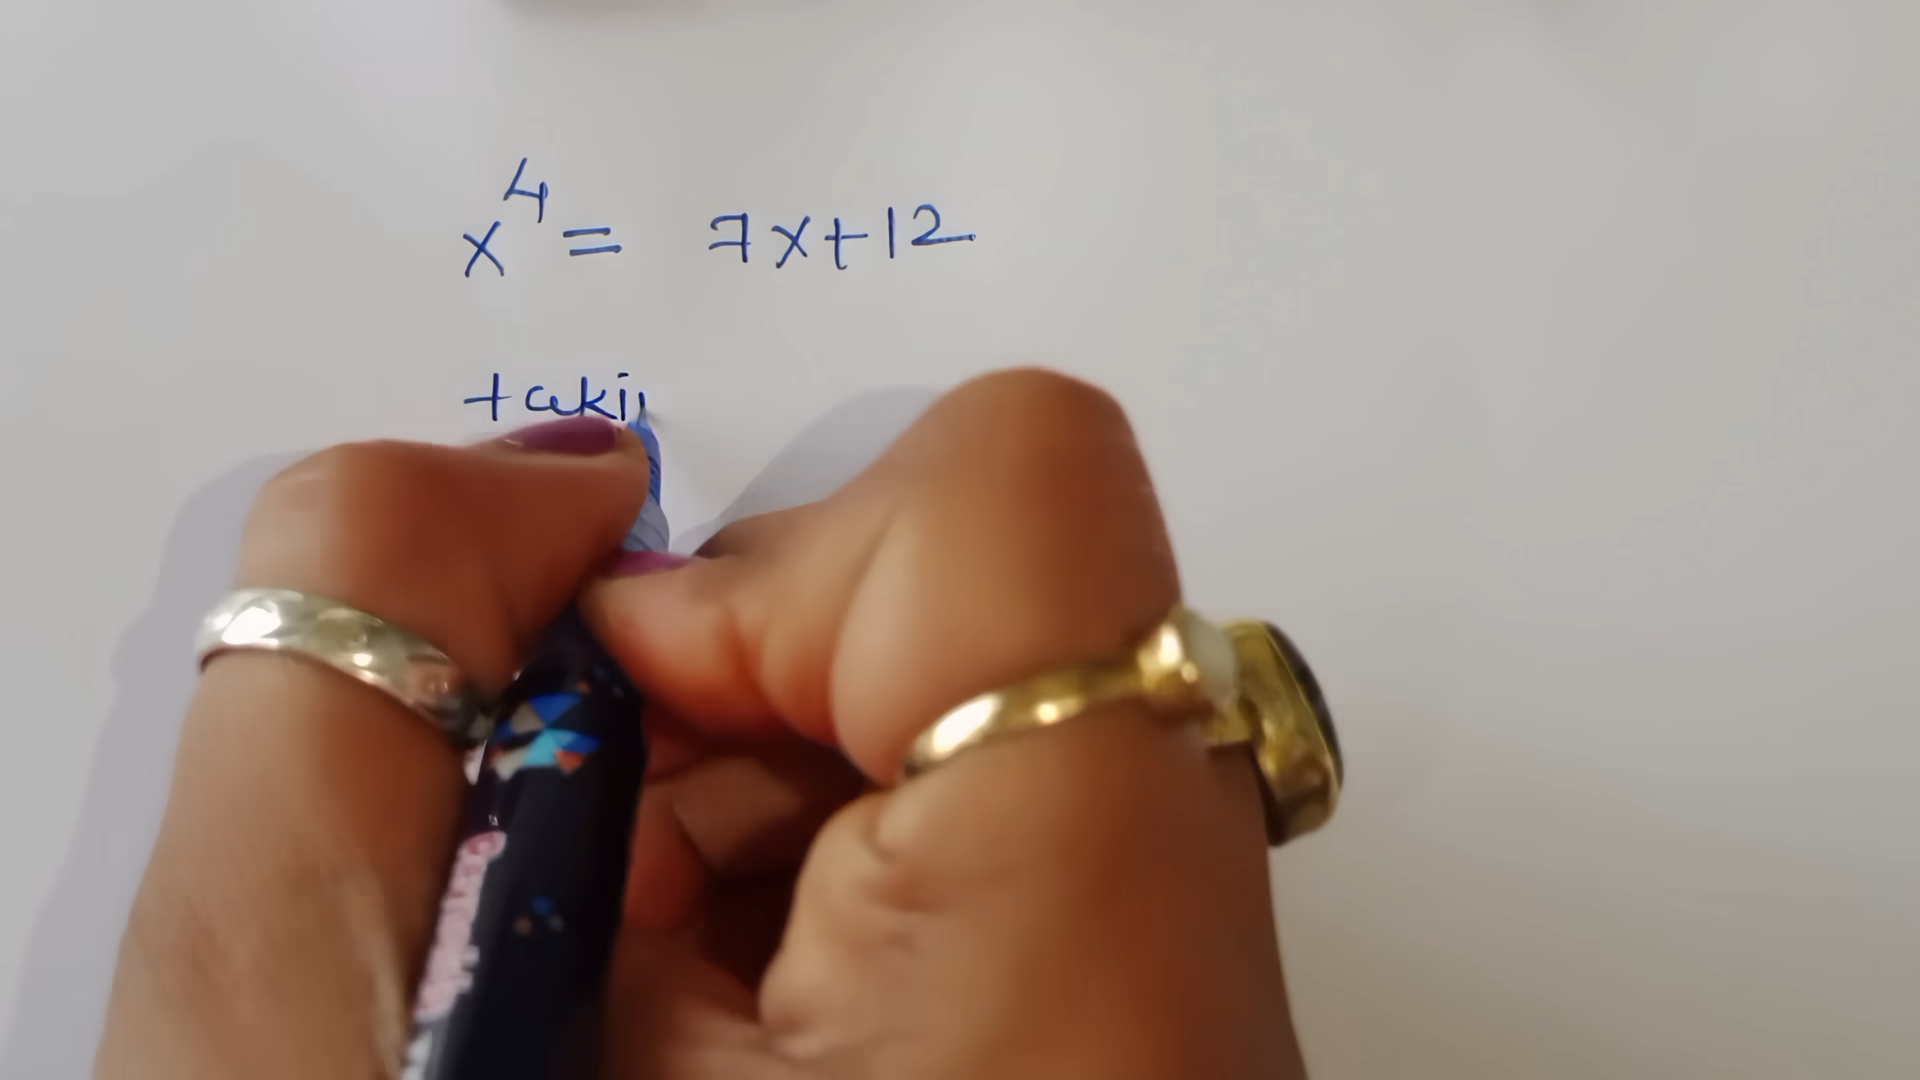 x⁴ = 7x+12
taki